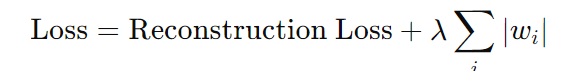 Loss = Reconstruction Loss + λ ∑ |wᵢ|
i